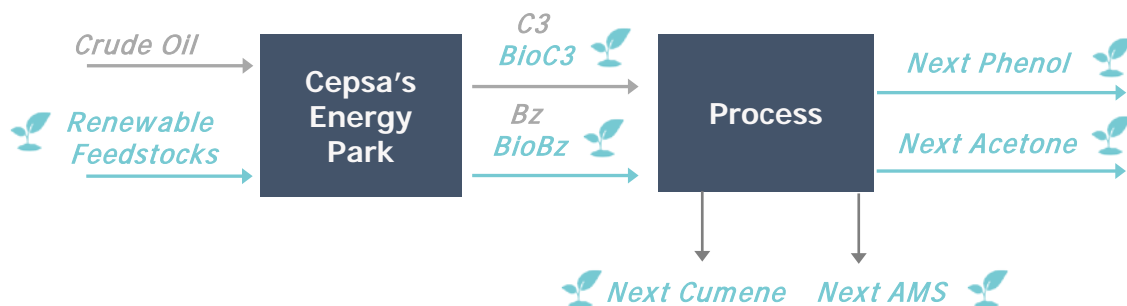 Crude Oil
Renewable
Feedstocks
Cepsa's
Energy
Park
C3
BioC3
Bz
BioBz
Process
Next Phenol
Next Acetone
Next Cumene
Next AMS